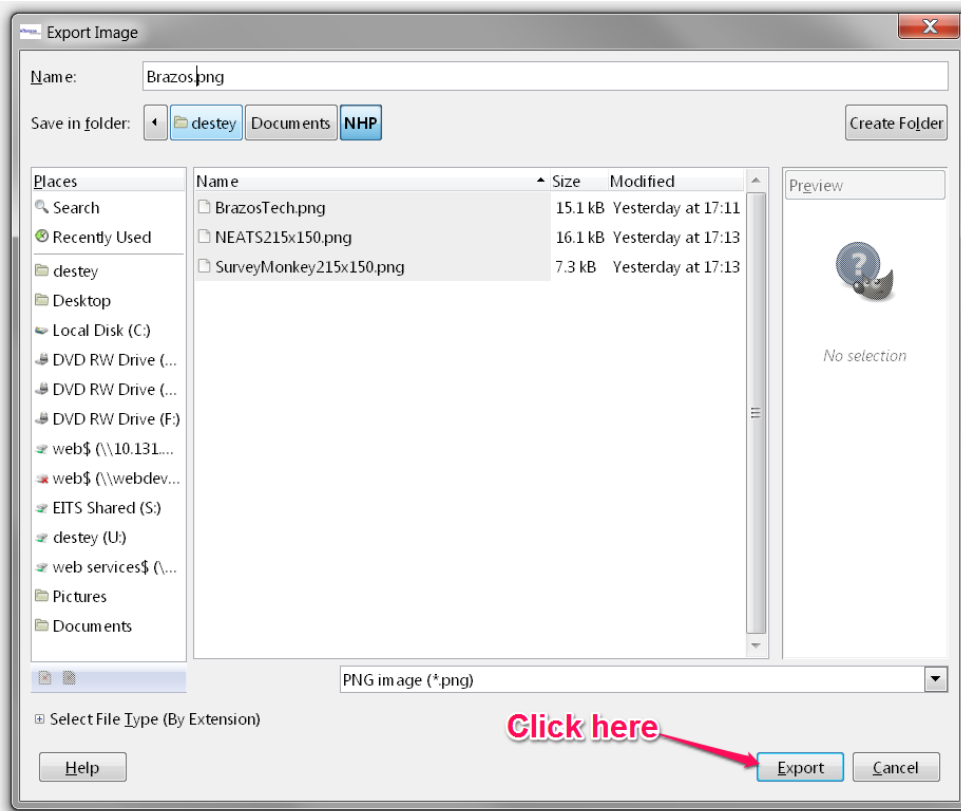 Export Image
Name: Brazos.png
Save in folder: destey Documents NHP Create Folder
Places Name Size Modified Preview
Search BrazosTech.png 15.1 kB Yesterday at 17:11
Recently Used NEATS215x150.png 16.1 kB Yesterday at 17:13
destey SurveyMonkey215x150.png 7.3 kB Yesterday at 17:13
Desktop
Local Disk (C:)
DVD RW Drive (... No selection
DVD RW Drive (...
DVD RW Drive (F:)
web$ (\\10.131....
web$ (\\webdev...
EITS Shared (S:)
destey (U:)
web services$ (\...
Pictures
Documents
PNG image (*.png)
Select File Type (By Extension)
Click here
Help Export Cancel